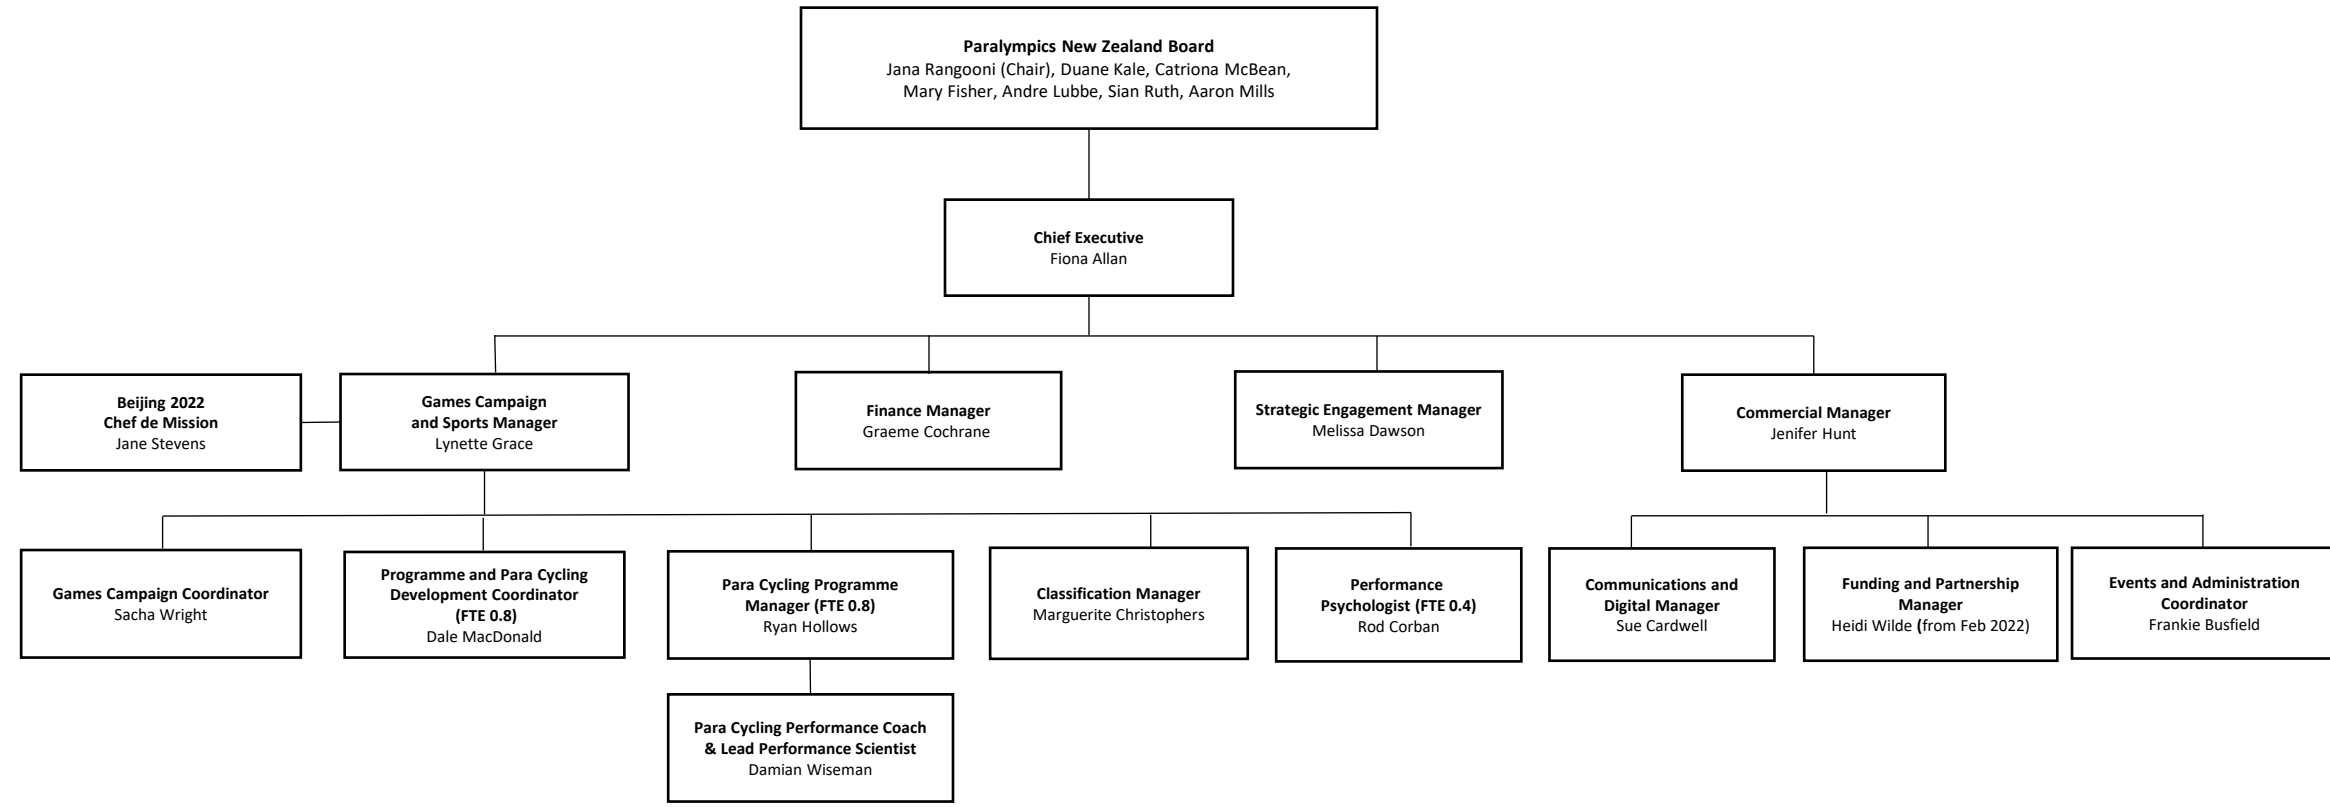 Paralympics New Zealand Board
Jana Rangooni (Chair), Duane Kale, Catriona McBean,
Mary Fisher, Andre Lubbe, Sian Ruth, Aaron Mills
Chief Executive
Fiona Allan
Beijing 2022
Chef de Mission
Jane Stevens
Games Campaign
and Sports Manager
Lynette Grace
Finance Manager
Graeme Cochrane
Strategic Engagement Manager
Melissa Dawson
Commercial Manager
Jenifer Hunt
Games Campaign Coordinator
Sacha Wright
Programme and Para Cycling
Development Coordinator
(FTE 0.8)
Dale MacDonald
Para Cycling Programme
Manager (FTE 0.8)
Ryan Hollows
Classification Manager
Marguerite Christophers
Performance
Psychologist (FTE 0.4)
Rod Corban
Communications and
Digital Manager
Sue Cardwell
Funding and Partnership
Manager
Heidi Wilde (from Feb 2022)
Events and Administration
Coordinator
Frankie Busfield
Para Cycling Performance Coach
& Lead Performance Scientist
Damian Wiseman